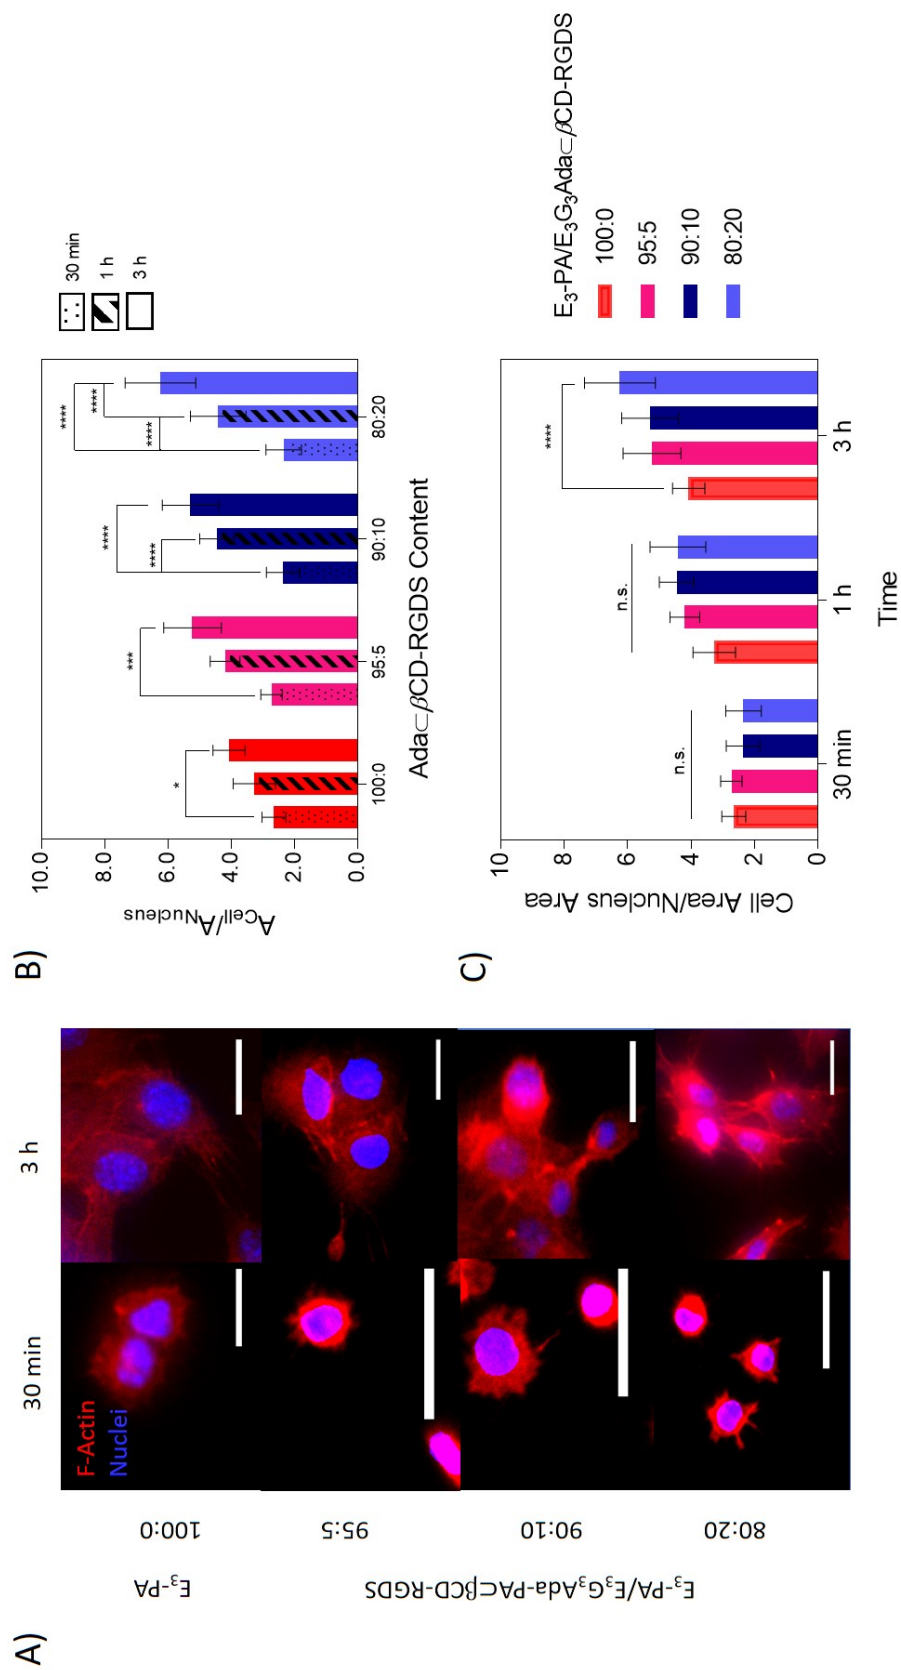 A)
30 min
3 h
F-Actin
Nuclei
E₃-PA
100:0
E₃-PA/E₃G₃Ada-PA⊂βCD-RGDS
95:5
90:10
80:20
B)
A_Cell/A_Nucleus
10.0
8.0
6.0
4.0
2.0
0.0
*
***
****
****
****
****
****
100:0
95:5
90:10
80:20
Ada⊂βCD-RGDS Content
30 min
1 h
3 h
C)
Cell Area/Nucleus Area
10
8
6
4
2
0
n.s.
n.s.
****
30 min
1 h
3 h
Time
E₃-PA/E₃G₃Ada⊂βCD-RGDS
100:0
95:5
90:10
80:20